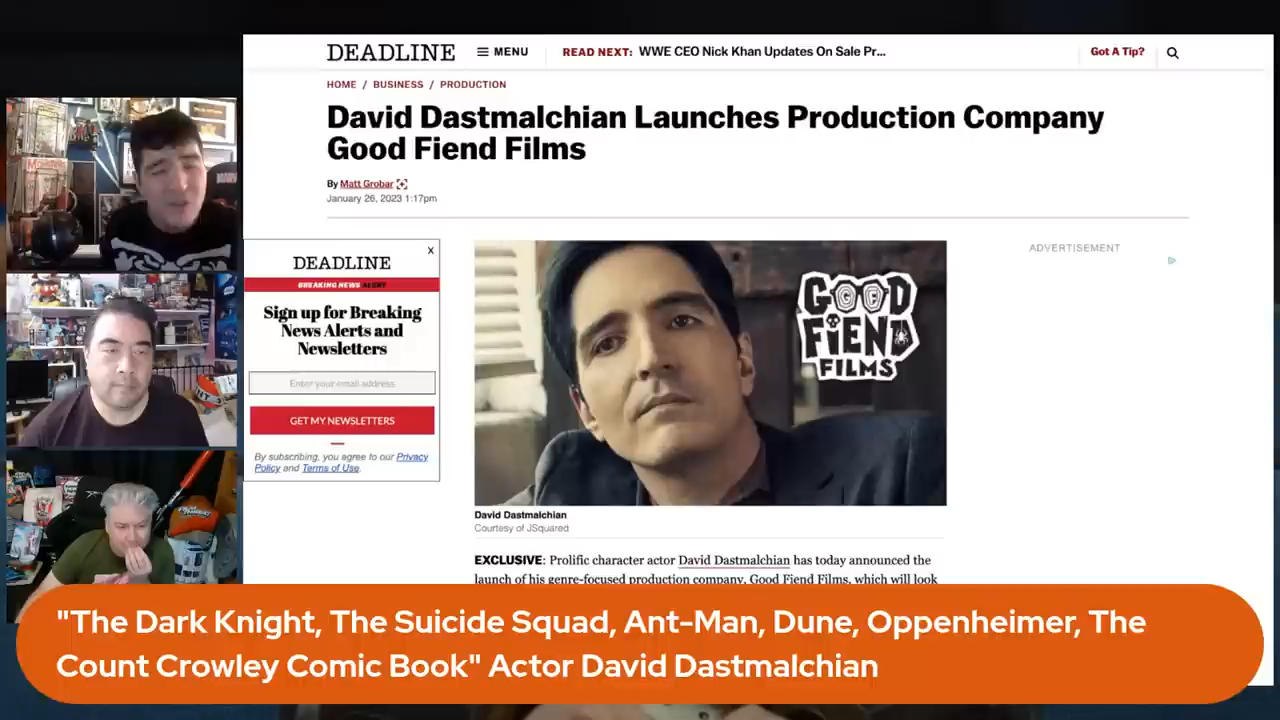 DEADLINE
MENU
READ NEXT: WWE CEO Nick Khan Updates On Sale Pr...
Got A Tip?
HOME / BUSINESS / PRODUCTION
David Dastmalchian Launches Production Company
Good Fiend Films
By Matt Grobar
January 26, 2023 1:17pm
X
DEADLINE
BREAKING NEWS ALERT
Sign up for Breaking
News Alerts and
Newsletters
Enter your email address
GET MY NEWSLETTERS
By subscribing, you agree to our Privacy
Policy and Terms of Use.
GOOD
FIEND
FILMS
ADVERTISEMENT
David Dastmalchian
Courtesy of JSquared
EXCLUSIVE: Prolific character actor David Dastmalchian has today announced the
launch of his genre-focused production company, Good Fiend Films, which will look
"The Dark Knight, The Suicide Squad, Ant-Man, Dune, Oppenheimer, The
Count Crowley Comic Book" Actor David Dastmalchian